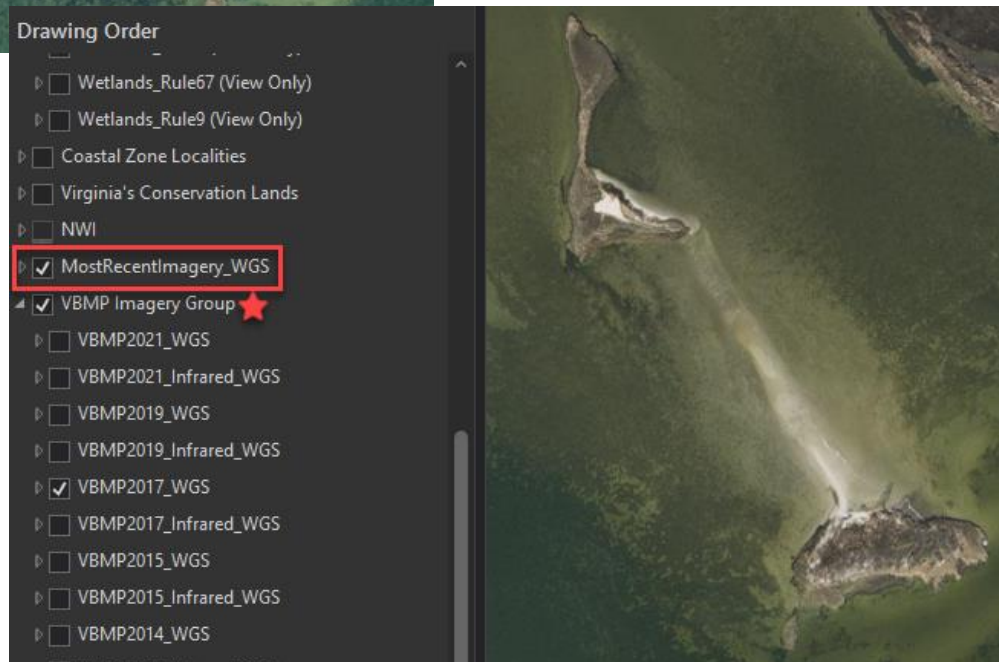 Drawing Order
Wetlands_Rule67 (View Only)
Wetlands_Rule9 (View Only)
Coastal Zone Localities
Virginia's Conservation Lands
NWI
MostRecentImagery_WGS
VBMP Imagery Group
VBMP2021_WGS
VBMP2021_Infrared_WGS
VBMP2019_WGS
VBMP2019_Infrared_WGS
VBMP2017_WGS
VBMP2017_Infrared_WGS
VBMP2015_WGS
VBMP2015_Infrared_WGS
VBMP2014_WGS